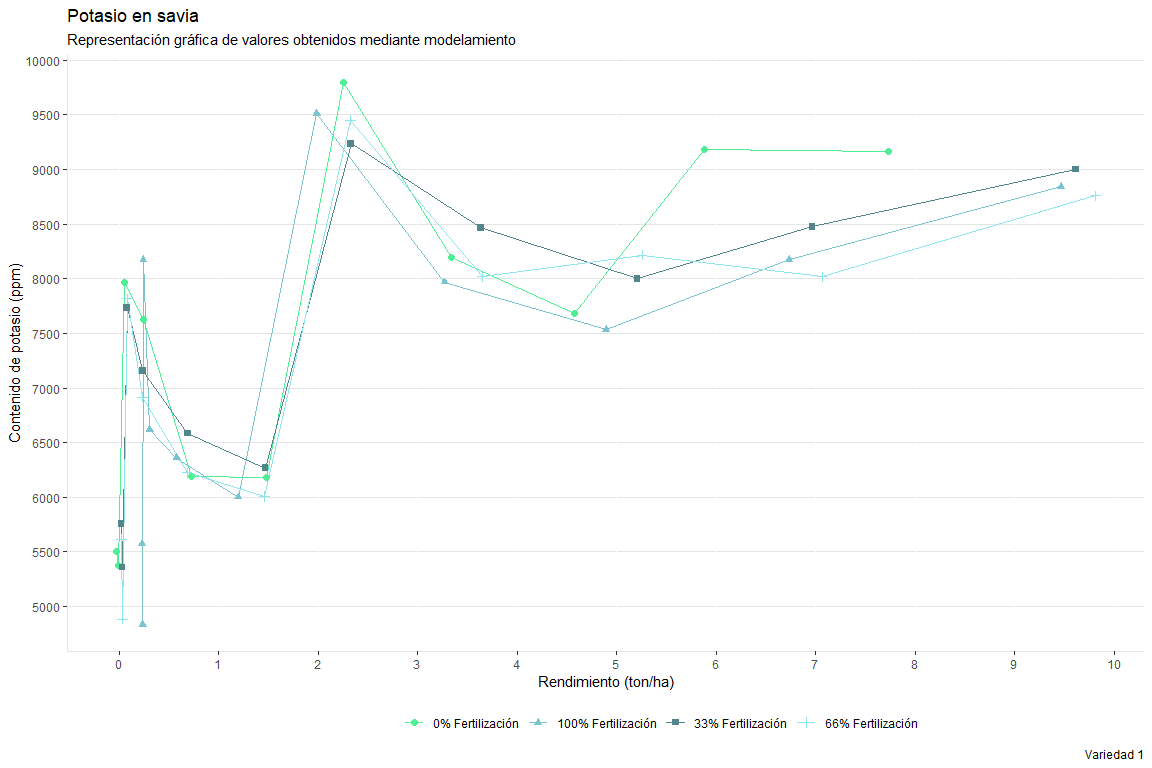 Potasio en savia
Representación gráfica de valores obtenidos mediante modelamiento
Contenido de potasio (ppm)
10000
9500
9000
8500
8000
7500
7000
6500
6000
5500
5000
0 1 2 3 4 5 6 7 8 9 10
Rendimiento (ton/ha)
0% Fertilización 100% Fertilización 33% Fertilización 66% Fertilización
Variedad 1